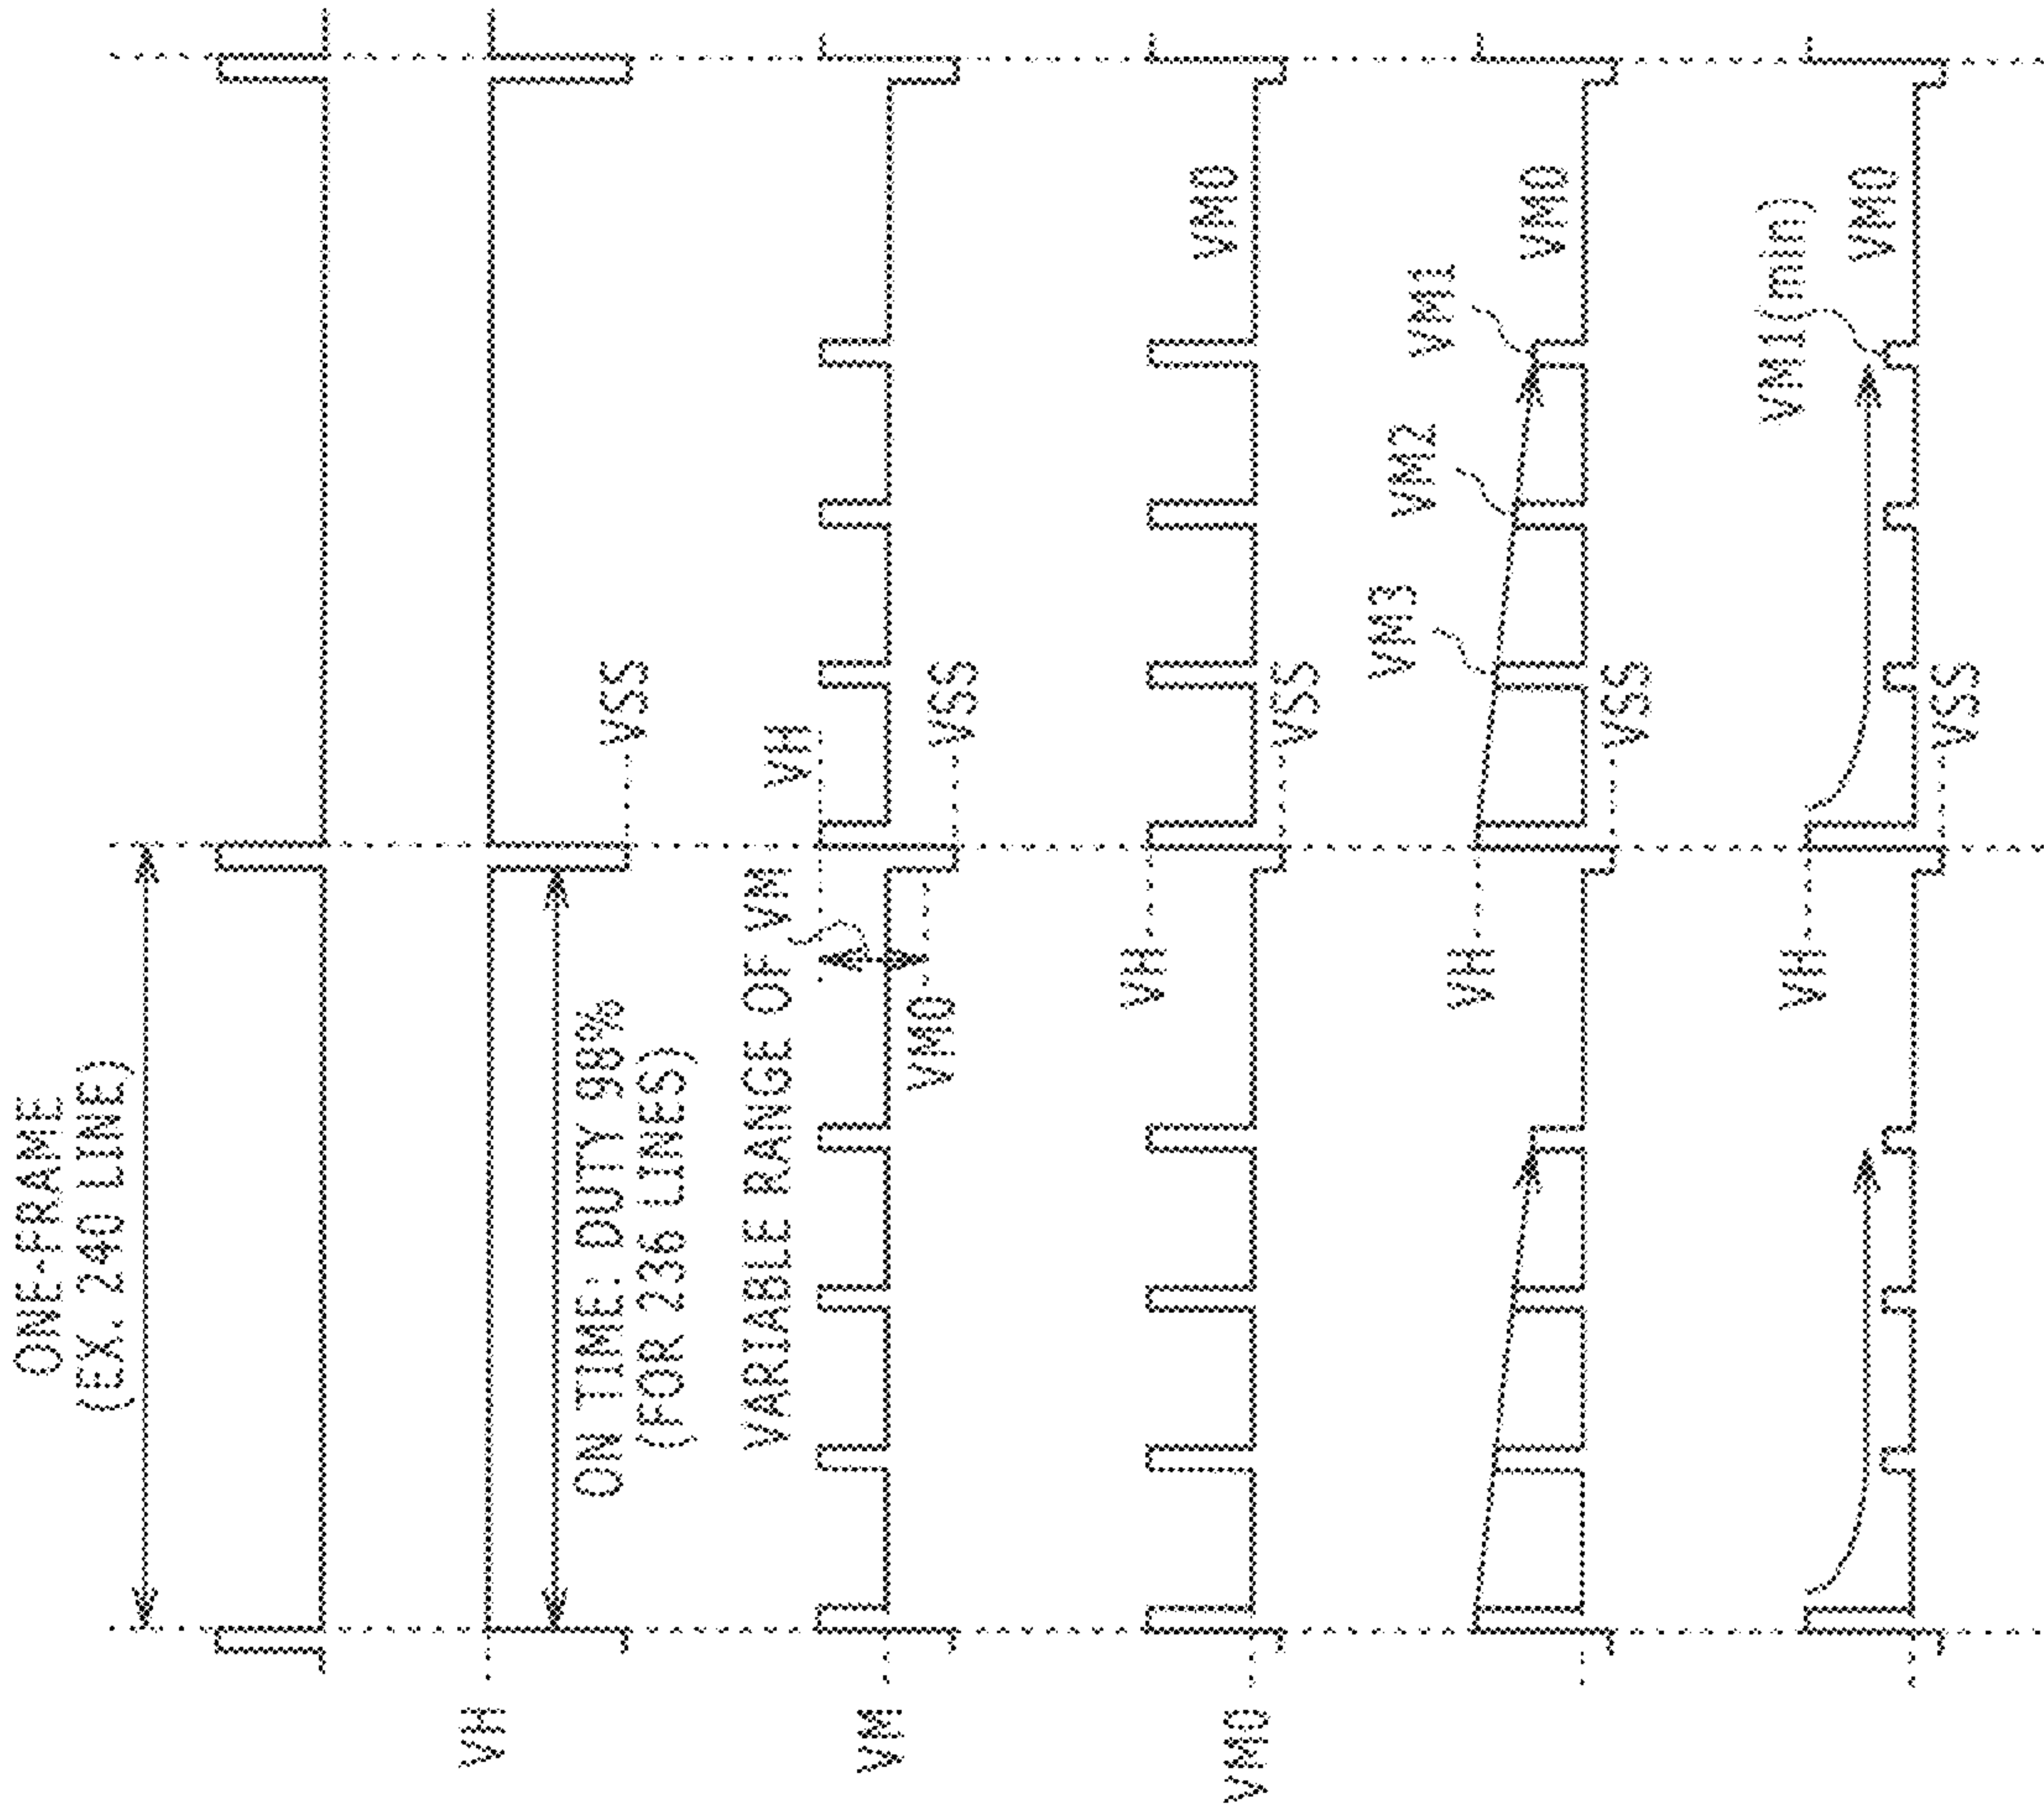 ONE-FRAME
(EX. 240 LINE)
VH
VSS
ON TIME: DUTY 98%
(FOR 236 LINES)
VARIABLE RANGE OF VM
VH
VM
VM0
VSS
VM0
VH
VSS
VM0
VH
VM3
VM2
VM1
VM0
VSS
VH
VM1(min)
VM0
VSS